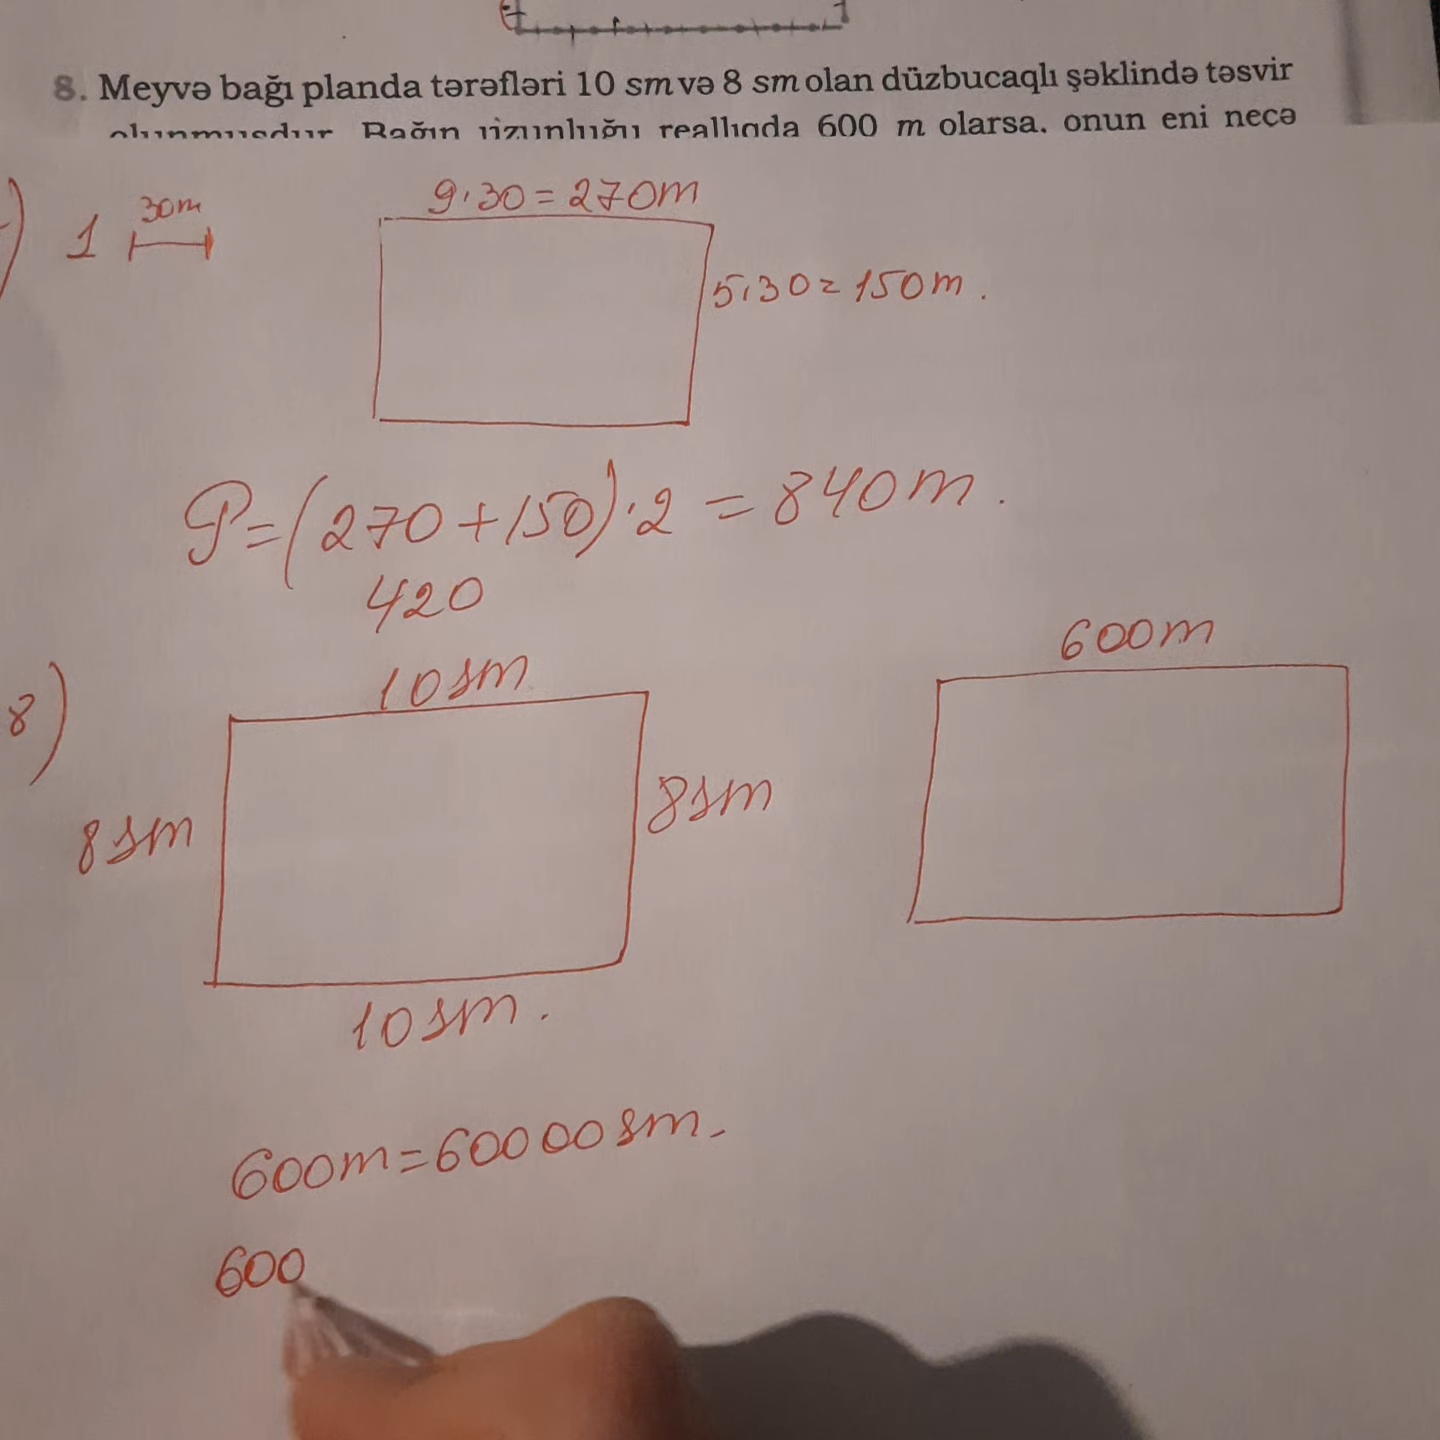 8. Meyvə bağı planda tərəfləri 10 sm və 8 sm olan düzbucaqlı şəklində təsvir
olunmuşdur. Bağın uzunluğu reallıqda 600 m olarsa, onun eni neçə
30m
9·30=270m
1
5·30=150m.
P=(270+150)·2=840m.
420
600m
10sm
8)
8sm
8sm
10sm.
600m=60000sm.
600